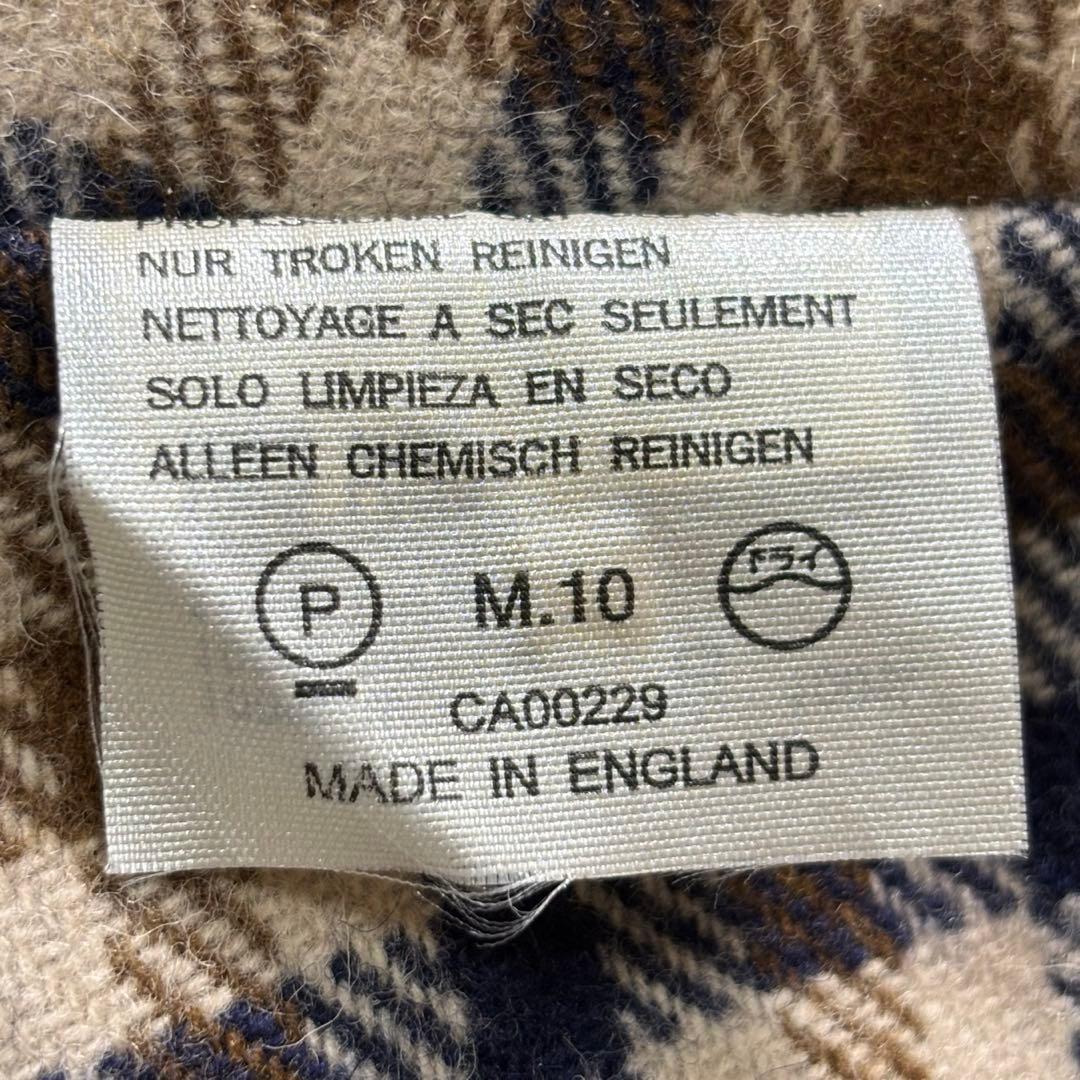 NUR TROKEN REINIGEN
NETTOYAGE A SEC SEULEMENT
SOLO LIMPIEZA EN SECO
ALLEEN CHEMISCH REINIGEN
P M.10 ドライ
CA00229
MADE IN ENGLAND